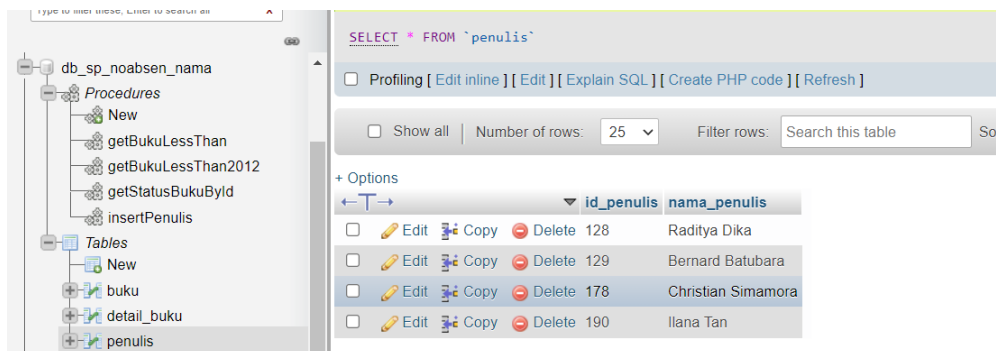 Type to filter these, Enter to search all X
db_sp_noabsen_nama
Procedures
New
getBukuLessThan
getBukuLessThan2012
getStatusBukuById
insertPenulis
Tables
New
buku
detail_buku
penulis
SELECT * FROM `penulis`
Profiling [ Edit inline ] [ Edit ] [ Explain SQL ] [ Create PHP code ] [ Refresh ]
Show all Number of rows: 25 Filter rows: Search this table So
+ Options
id_penulis nama_penulis
Edit Copy Delete 128 Raditya Dika
Edit Copy Delete 129 Bernard Batubara
Edit Copy Delete 178 Christian Simamora
Edit Copy Delete 190 Ilana Tan